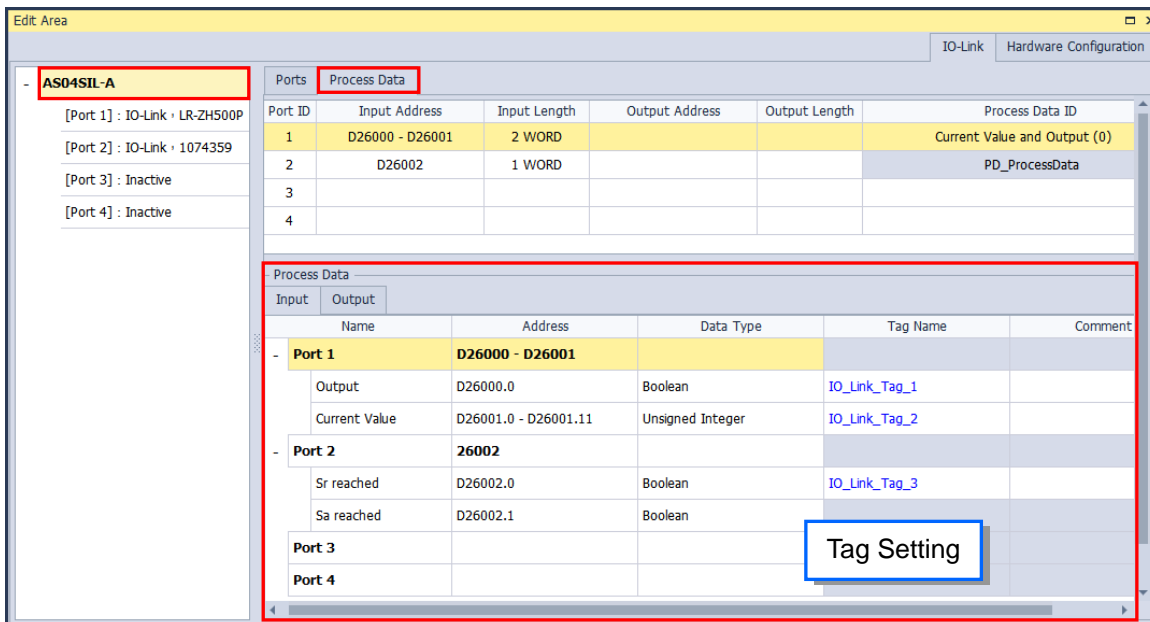 Edit Area
IO-Link Hardware Configuration
- AS04SIL-A
[Port 1] : IO-Link , LR-ZH500P
[Port 2] : IO-Link , 1074359
[Port 3] : Inactive
[Port 4] : Inactive
Ports Process Data
Port ID Input Address Input Length Output Address Output Length Process Data ID
1 D26000 - D26001 2 WORD Current Value and Output (0)
2 D26002 1 WORD PD_ProcessData
3
4
Process Data
Input Output
Name Address Data Type Tag Name Comment
- Port 1 D26000 - D26001
Output D26000.0 Boolean IO_Link_Tag_1
Current Value D26001.0 - D26001.11 Unsigned Integer IO_Link_Tag_2
- Port 2 26002
Sr reached D26002.0 Boolean IO_Link_Tag_3
Sa reached D26002.1 Boolean
Port 3
Port 4
Tag Setting